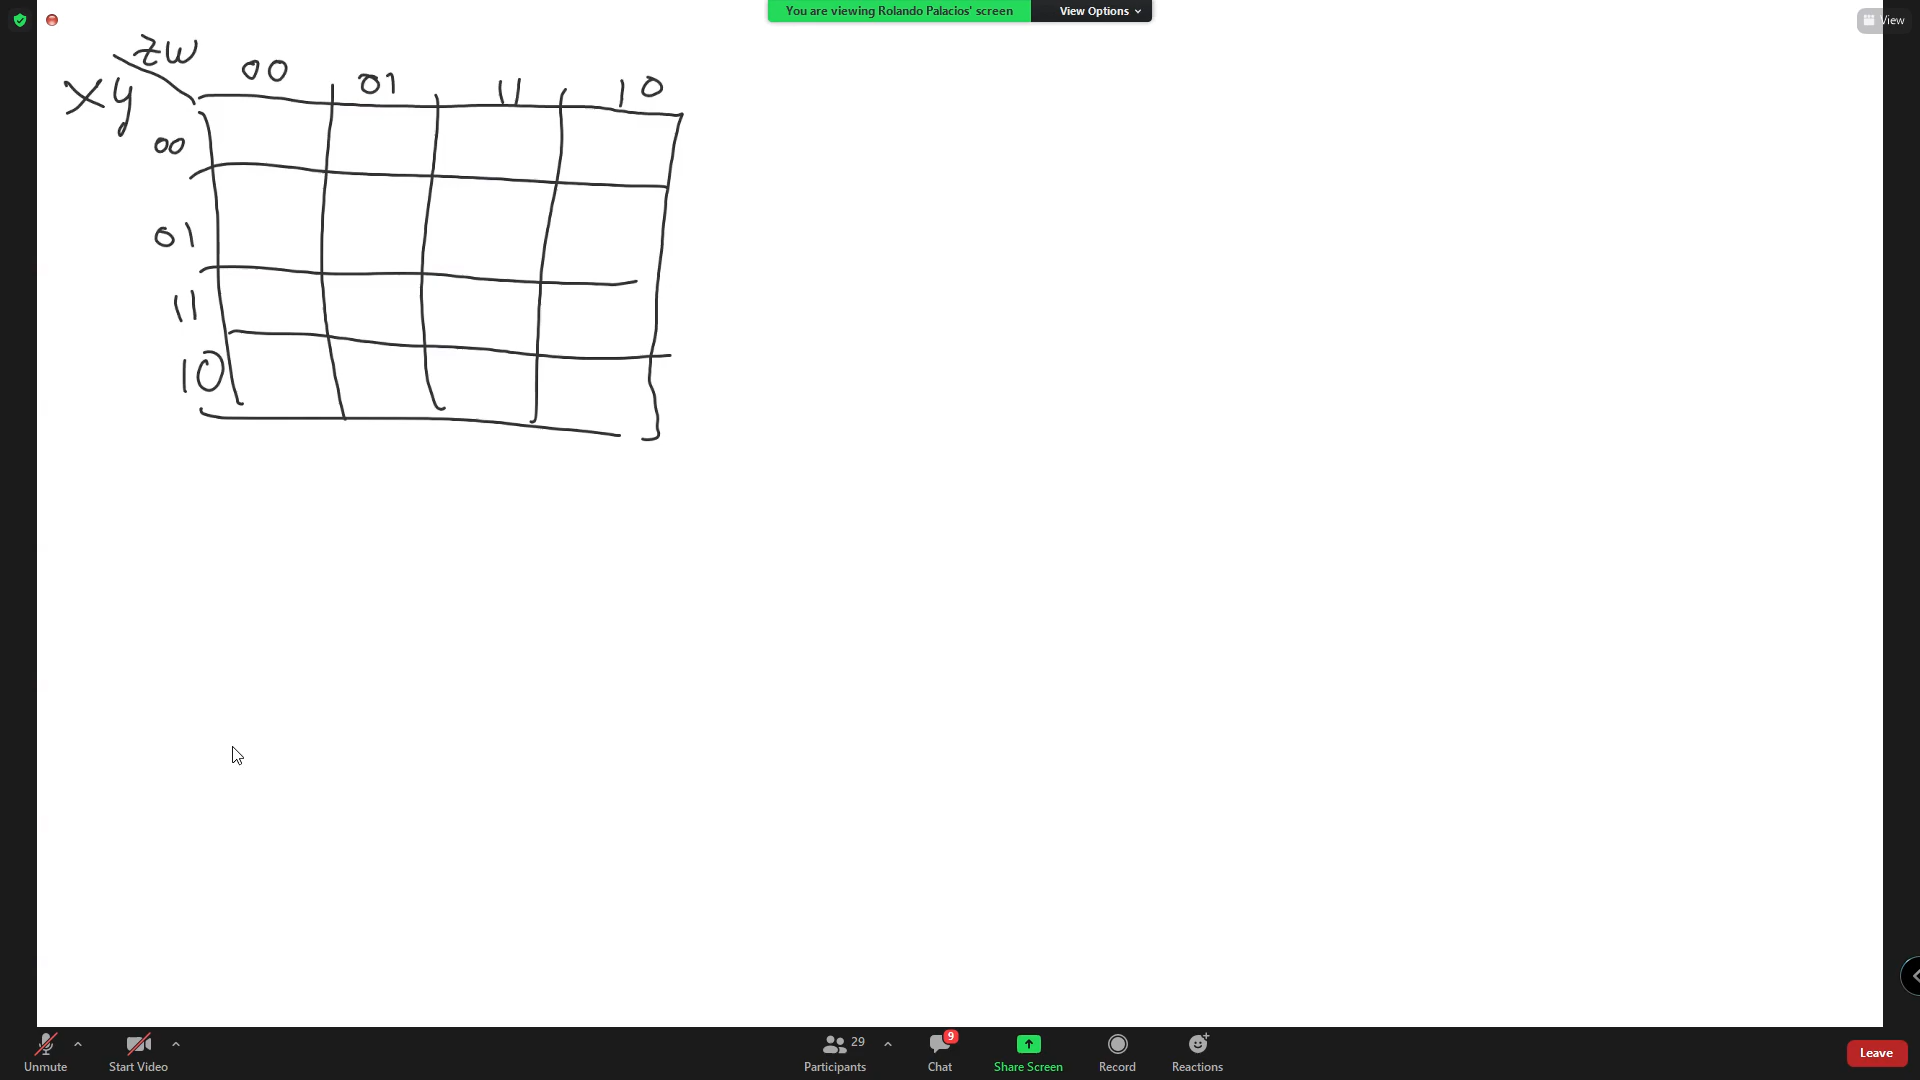 You are viewing Rolando Palacios' screen View Options
View
zw 00 01 11 10
xy
00
01
11
10
Unmute Start Video 29 Participants 9 Chat Share Screen Record Reactions Leave